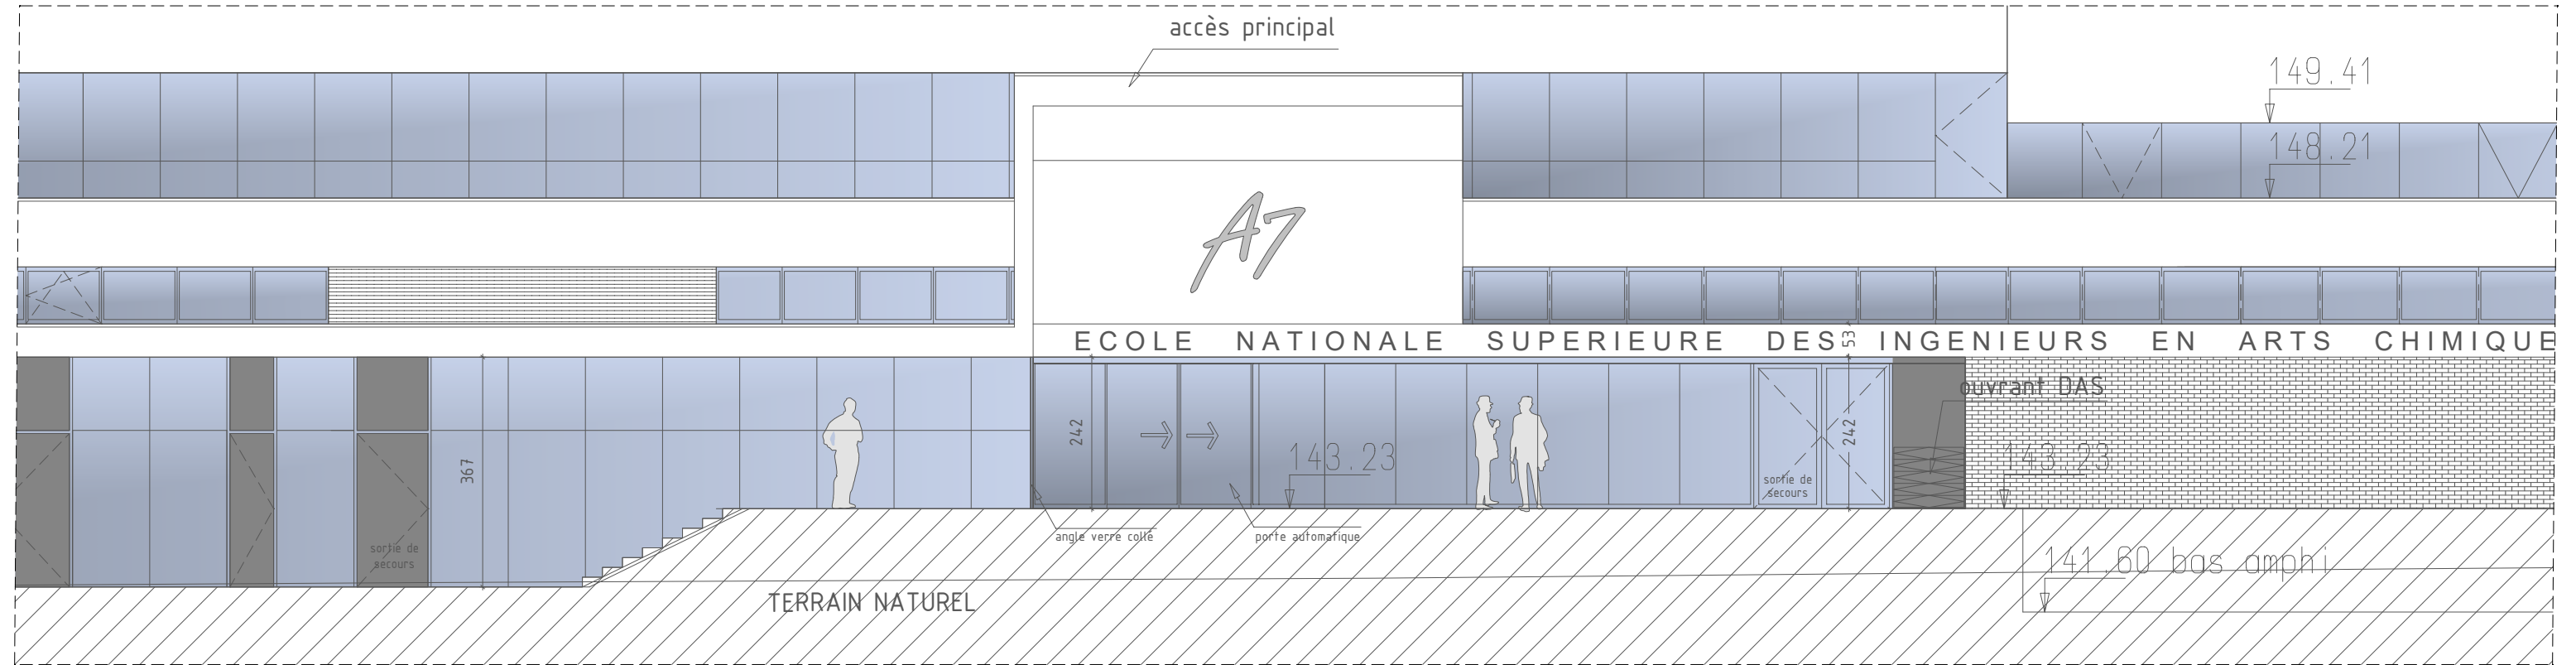 accès principal
149.41
148.21
A7
ECOLE NATIONALE SUPERIEURE DES INGENIEURS EN ARTS CHIMIQUE
53
ouvrant DAS
242
242
367
143.23
143.23
sortie de
secours
sortie de
secours
angle verre collé
porte automatique
141.60 bas amphi
TERRAIN NATUREL